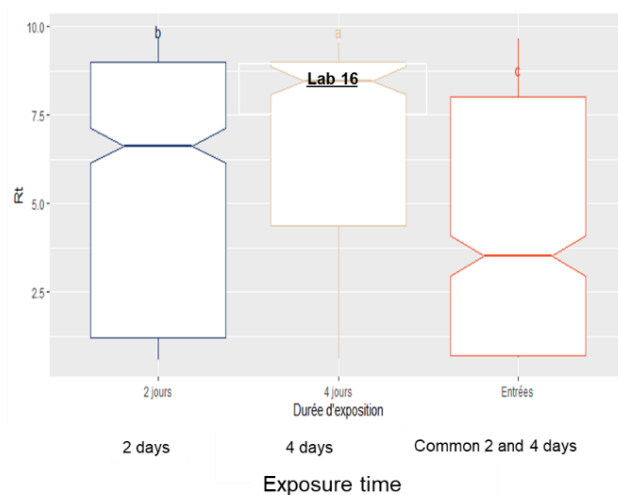 10.0
b
a
Lab 16
c
7.5
Rt
5.0
2.5
2 jours
4 jours
Entrées
Durée d'exposition
2 days
4 days
Common 2 and 4 days
Exposure time